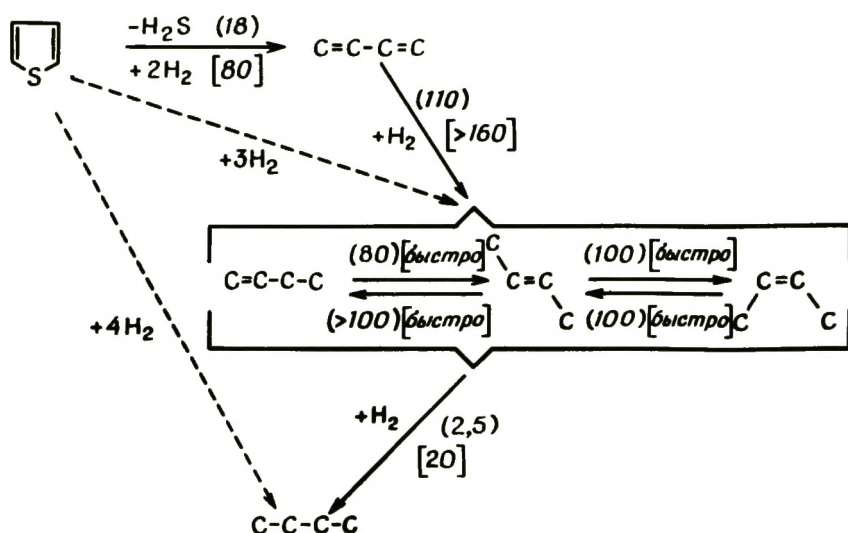 -H₂S (18)
S
+2H₂ [80]
C=C-C=C
(110)
+H₂ [>160]
+3H₂
C
(80)[быстро]
(100)[быстро]
C=C-C-C
C=C
C=C
(>100)[быстро]
C
(100)[быстро]
C
C
+4H₂
+H₂
(2,5)
[20]
C-C-C-C